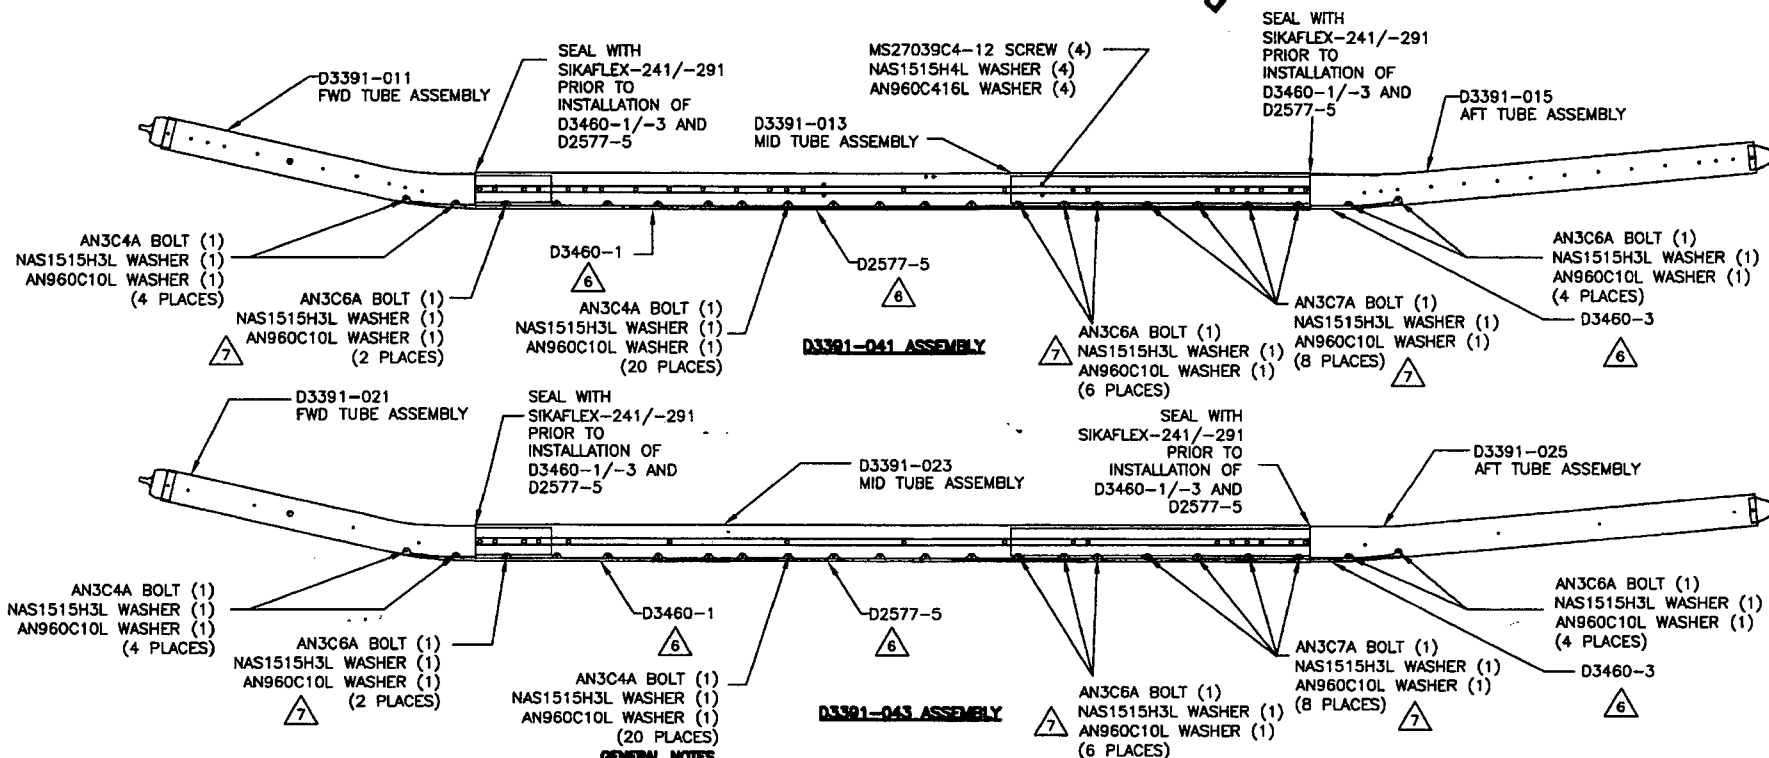 SEAL WITH
SIKAFLEX-241/-291
PRIOR TO
INSTALLATION OF
D3460-1/-3 AND
D2577-5
D3391-011
FWD TUBE ASSEMBLY
SEAL WITH
SIKAFLEX-241/-291
PRIOR TO
INSTALLATION OF
D3460-1/-3 AND
D2577-5
MS27039C4-12 SCREW (4)
NAS1515H4L WASHER (4)
AN960C416L WASHER (4)
D3391-013
MID TUBE ASSEMBLY
D3391-015
AFT TUBE ASSEMBLY
AN3C4A BOLT (1)
NAS1515H3L WASHER (1)
AN960C10L WASHER (1)
(4 PLACES)
7
AN3C6A BOLT (1)
NAS1515H3L WASHER (1)
AN960C10L WASHER (1)
(2 PLACES)
D3460-1
6
AN3C4A BOLT (1)
NAS1515H3L WASHER (1)
AN960C10L WASHER (1)
(20 PLACES)
D2577-5
6
D3391-041 ASSEMBLY
7
AN3C6A BOLT (1)
NAS1515H3L WASHER (1)
AN960C10L WASHER (1)
(6 PLACES)
AN3C7A BOLT (1)
NAS1515H3L WASHER (1)
AN960C10L WASHER (1)
(8 PLACES)
7
AN3C6A BOLT (1)
NAS1515H3L WASHER (1)
AN960C10L WASHER (1)
(4 PLACES)
D3460-3
6
D3391-021
FWD TUBE ASSEMBLY
SEAL WITH
SIKAFLEX-241/-291
PRIOR TO
INSTALLATION OF
D3460-1/-3 AND
D2577-5
D3391-023
MID TUBE ASSEMBLY
SEAL WITH
SIKAFLEX-241/-291
PRIOR TO
INSTALLATION OF
D3460-1/-3 AND
D2577-5
D3391-025
AFT TUBE ASSEMBLY
AN3C4A BOLT (1)
NAS1515H3L WASHER (1)
AN960C10L WASHER (1)
(4 PLACES)
AN3C6A BOLT (1)
NAS1515H3L WASHER (1)
AN960C10L WASHER (1)
(2 PLACES)
7
D3460-1
6
AN3C4A BOLT (1)
NAS1515H3L WASHER (1)
AN960C10L WASHER (1)
(20 PLACES)
D2577-5
6
D3391-043 ASSEMBLY
7
AN3C6A BOLT (1)
NAS1515H3L WASHER (1)
AN960C10L WASHER (1)
(6 PLACES)
AN3C7A BOLT (1)
NAS1515H3L WASHER (1)
AN960C10L WASHER (1)
(8 PLACES)
7
AN3C6A BOLT (1)
NAS1515H3L WASHER (1)
AN960C10L WASHER (1)
(4 PLACES)
D3460-3
6
GENERAL NOTES